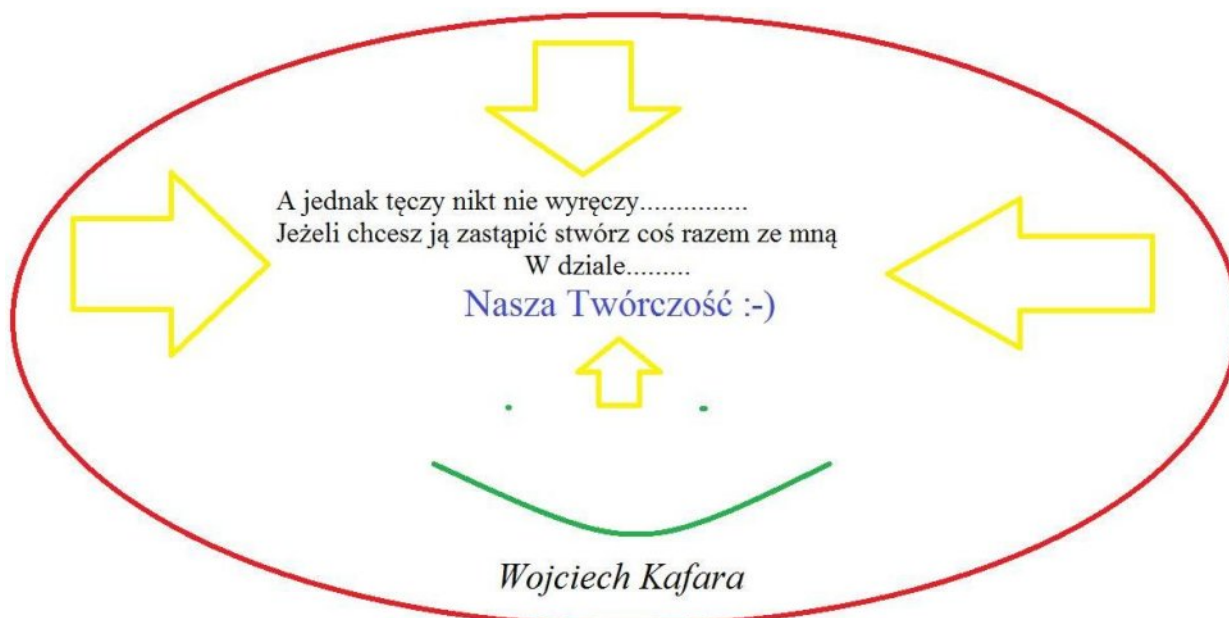 A jednak tęczy nikt nie wyręczy...............
Jeżeli chcesz ją zastąpić stwórz coś razem ze mną
W dziale.........
Nasza Twórczość :-)
Wojciech Kafara